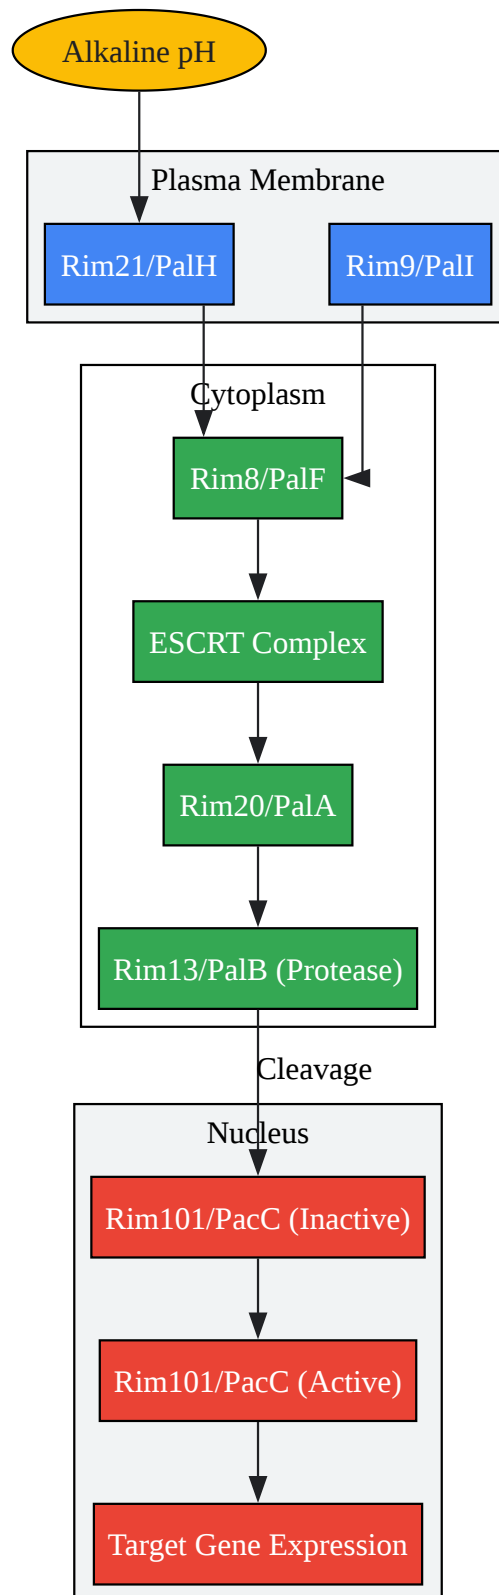 Alkaline pH
Plasma Membrane
Rim21/PalH
Rim9/PalI
Cytoplasm
Rim8/PalF
ESCRT Complex
Rim20/PalA
Rim13/PalB (Protease)
Cleavage
Nucleus
Rim101/PacC (Inactive)
Rim101/PacC (Active)
Target Gene Expression